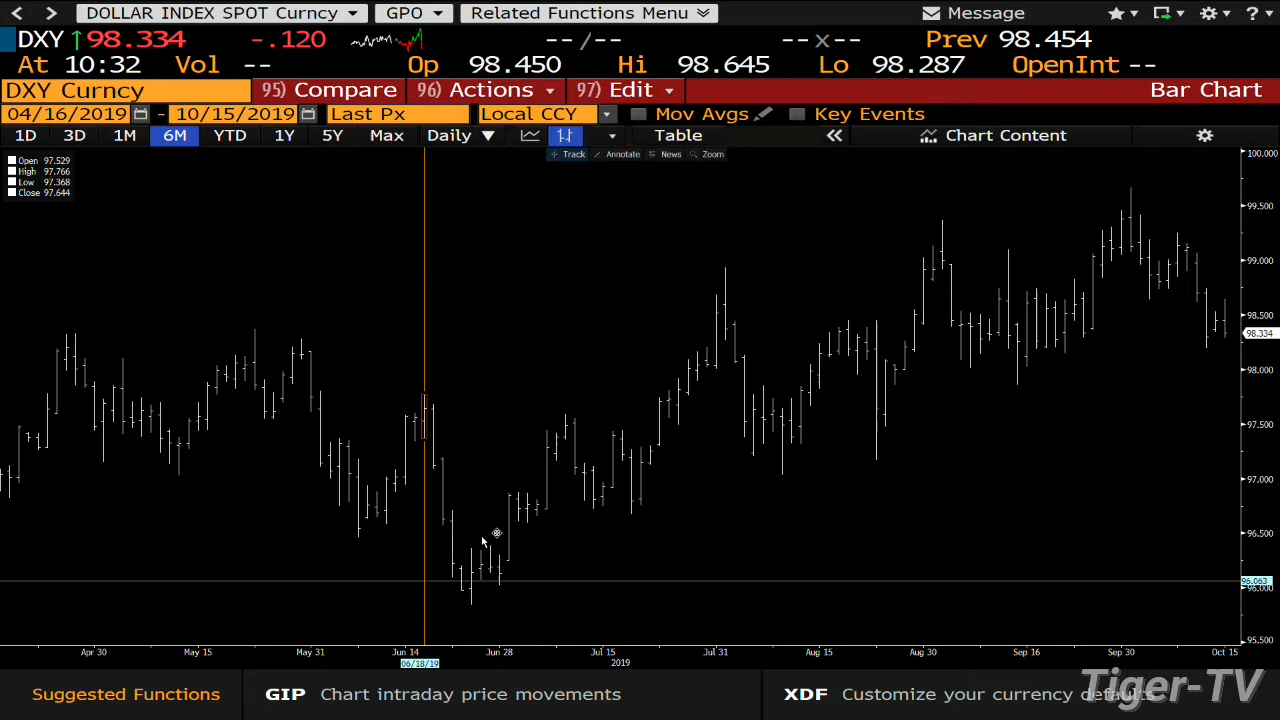 DOLLAR INDEX SPOT Curncy GPO Related Functions Menu Message ?
DXY ↑98.334 -.120 --/-- --x-- Prev 98.454
At 10:32 Vol -- Op 98.450 Hi 98.645 Lo 98.287 OpenInt --
DXY Curncy 95) Compare 96) Actions 97) Edit Bar Chart
04/16/2019 - 10/15/2019 Last Px Local CCY Mov Avgs Key Events
1D 3D 1M 6M YTD 1Y 5Y Max Daily ▼ Table « Chart Content
Track Annotate News Zoom
Open 97.529
High 97.766
Low 97.368
Close 97.644
100.000
99.500
99.000
98.500
98.334
98.000
97.500
97.000
96.500
96.063
96.000
95.500
Apr 30 May 15 May 31 Jun 14 Jun 28 Jul 15 Jul 31 Aug 15 Aug 30 Sep 16 Sep 30 Oct 15
06/18/19 2019
Suggested Functions GIP Chart intraday price movements XDF Customize your currency defaults
Tiger-TV